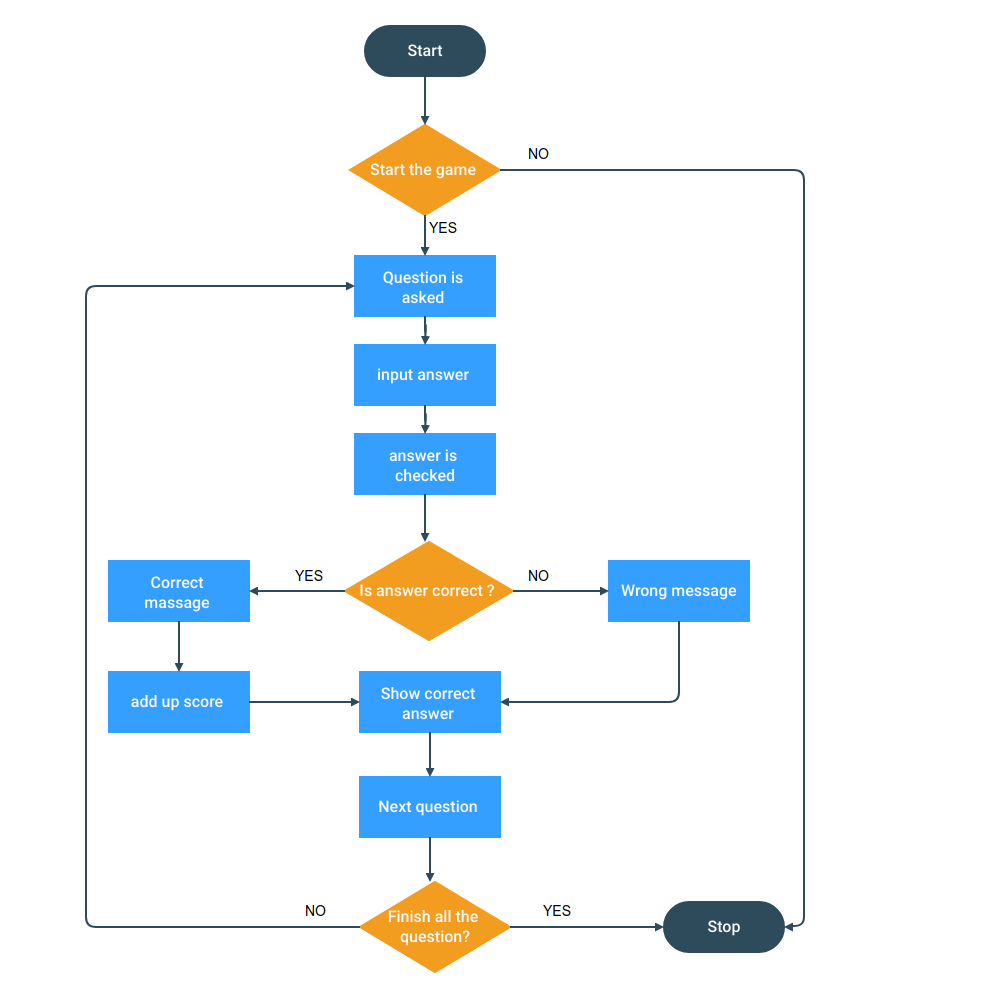 Start
Start the game
NO
YES
Question is
asked
input answer
answer is
checked
Is answer correct ?
YES
NO
Correct
massage
Wrong message
add up score
Show correct
answer
Next question
Finish all the
question?
NO
YES
Stop